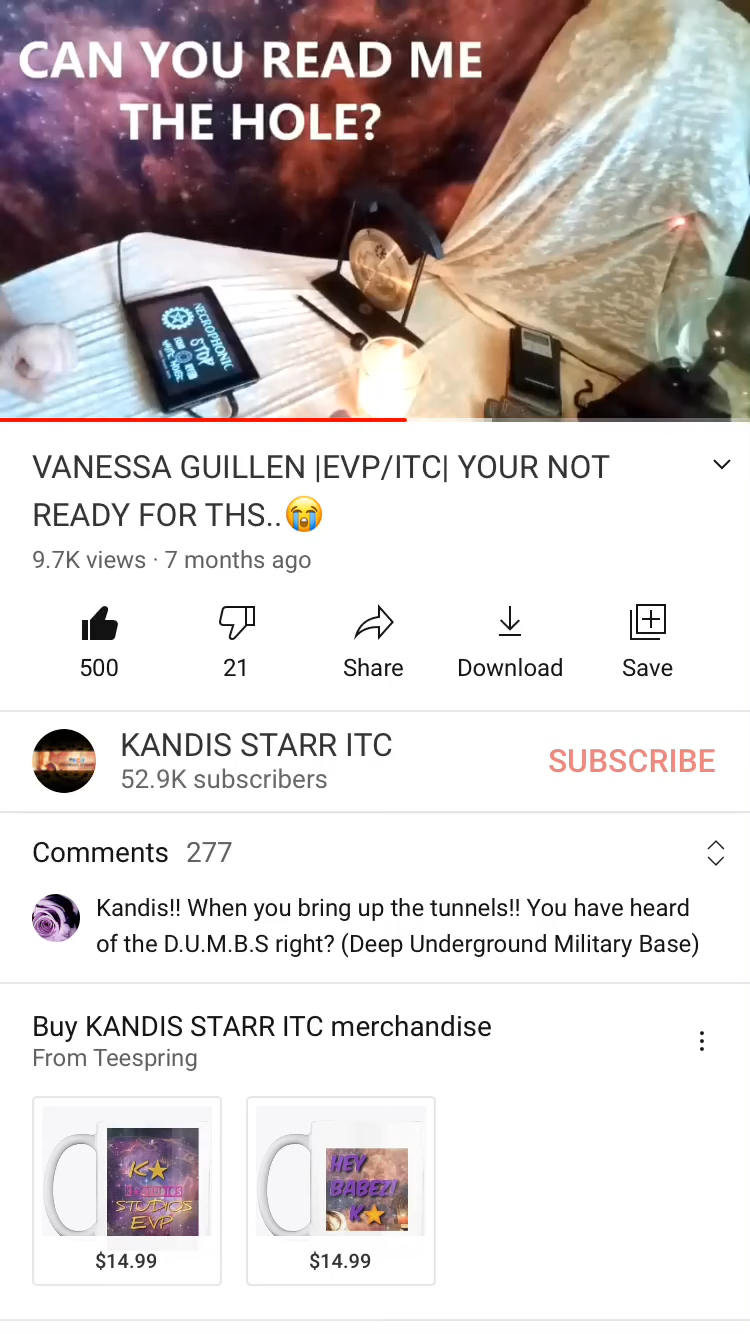 CAN YOU READ ME
THE HOLE?
NECROPHONIC
STOP
VANESSA GUILLEN |EVP/ITC| YOUR NOT
READY FOR THS..😭
9.7K views · 7 months ago
500
21
Share
Download
Save
KANDIS STARR ITC
52.9K subscribers
SUBSCRIBE
Comments 277
Kandis!! When you bring up the tunnels!! You have heard
of the D.U.M.B.S right? (Deep Underground Military Base)
Buy KANDIS STARR ITC merchandise
From Teespring
K★
STUDIOS
EVP
HEY
BABEZ!
K★
$14.99
$14.99